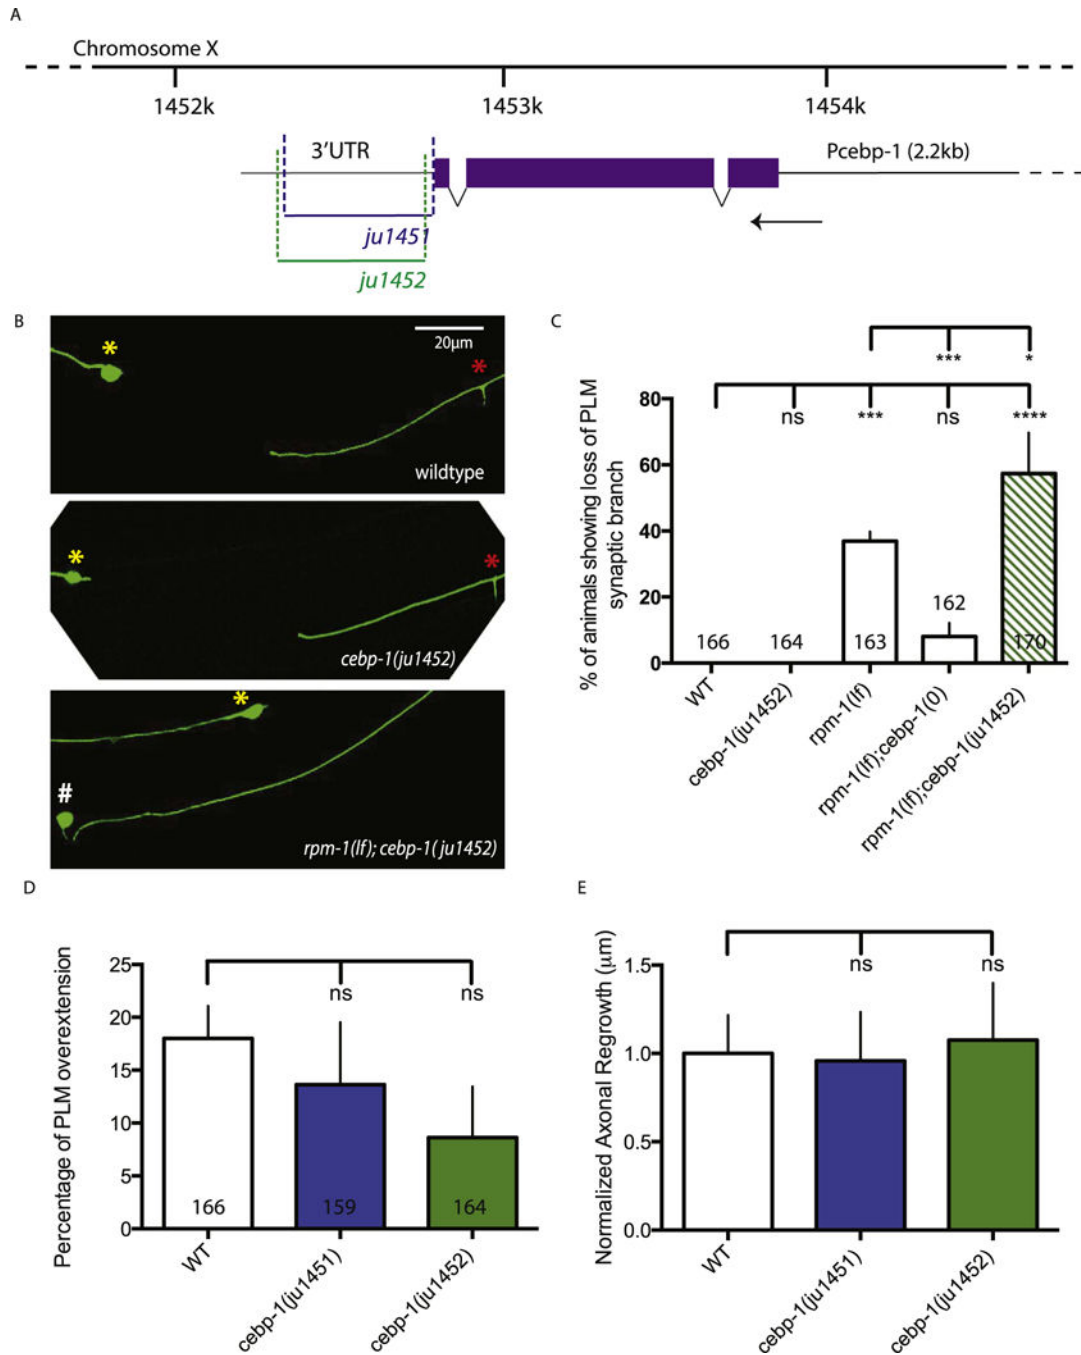 A
Chromosome X
1452k 1453k 1454k
3'UTR
Pcebp-1 (2.2kb)
ju1451
ju1452
B
*
20µm
*
wildtype
*
*
cebp-1(ju1452)
*
#
rpm-1(lf); cebp-1(ju1452)
C
*** *
ns *** ns ****
% of animals showing loss of PLM
synaptic branch
80
60
40
20
0
166 164 163 162 170
WT
cebp-1(ju1452)
rpm-1(lf)
rpm-1(lf);cebp-1(0)
rpm-1(lf);cebp-1(ju1452)
D
Percentage of PLM overextension
25
20
15
10
5
0
ns ns
166 159 164
WT
cebp-1(ju1451)
cebp-1(ju1452)
E
Normalized Axonal Regrowth (µm)
1.5
1.0
0.5
0.0
ns ns
WT
cebp-1(ju1451)
cebp-1(ju1452)